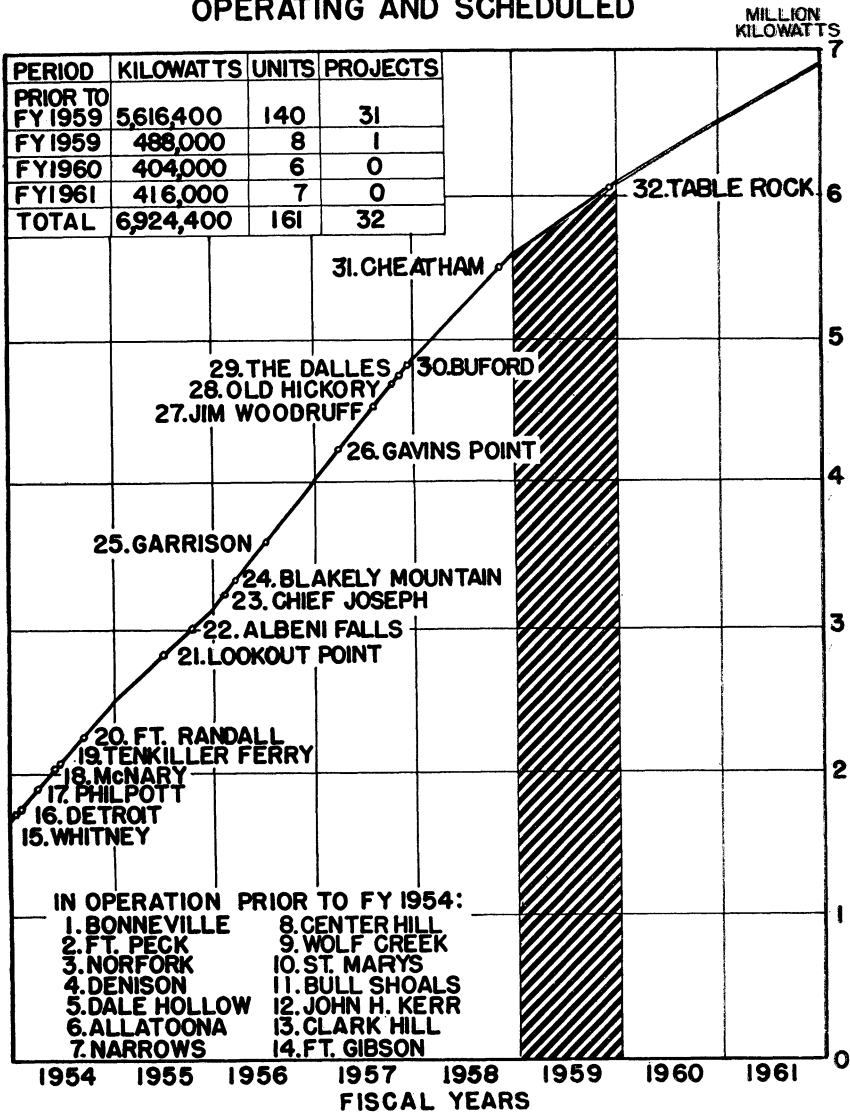 OPERATING AND SCHEDULED
MILLION
KILOWATTS
PERIOD KILOWATTS UNITS PROJECTS
PRIOR TO
FY 1959 5,616,400 140 31
FY 1959 488,000 8 1
FY1960 404,000 6 0
FY1961 416,000 7 0
TOTAL 6,924,400 161 32
7
32.TABLE ROCK
6
31.CHEATHAM
5
29.THE DALLES
30.BUFORD
28.OLD HICKORY
27.JIM WOODRUFF
26.GAVINS POINT
4
25.GARRISON
24.BLAKELY MOUNTAIN
23.CHIEF JOSEPH
22.ALBENI FALLS
3
21.LOOKOUT POINT
20.FT. RANDALL
19.TENKILLER FERRY
18.McNARY
2
17.PHILPOTT
16.DETROIT
15.WHITNEY
IN OPERATION PRIOR TO FY 1954:
1.BONNEVILLE 8.CENTER HILL
1
2.FT. PECK 9.WOLF CREEK
3.NORFORK 10.ST. MARYS
4.DENISON 11.BULL SHOALS
5.DALE HOLLOW 12.JOHN H. KERR
6.ALLATOONA 13.CLARK HILL
7.NARROWS 14.FT. GIBSON
0
1954 1955 1956 1957 1958 1959 1960 1961
FISCAL YEARS